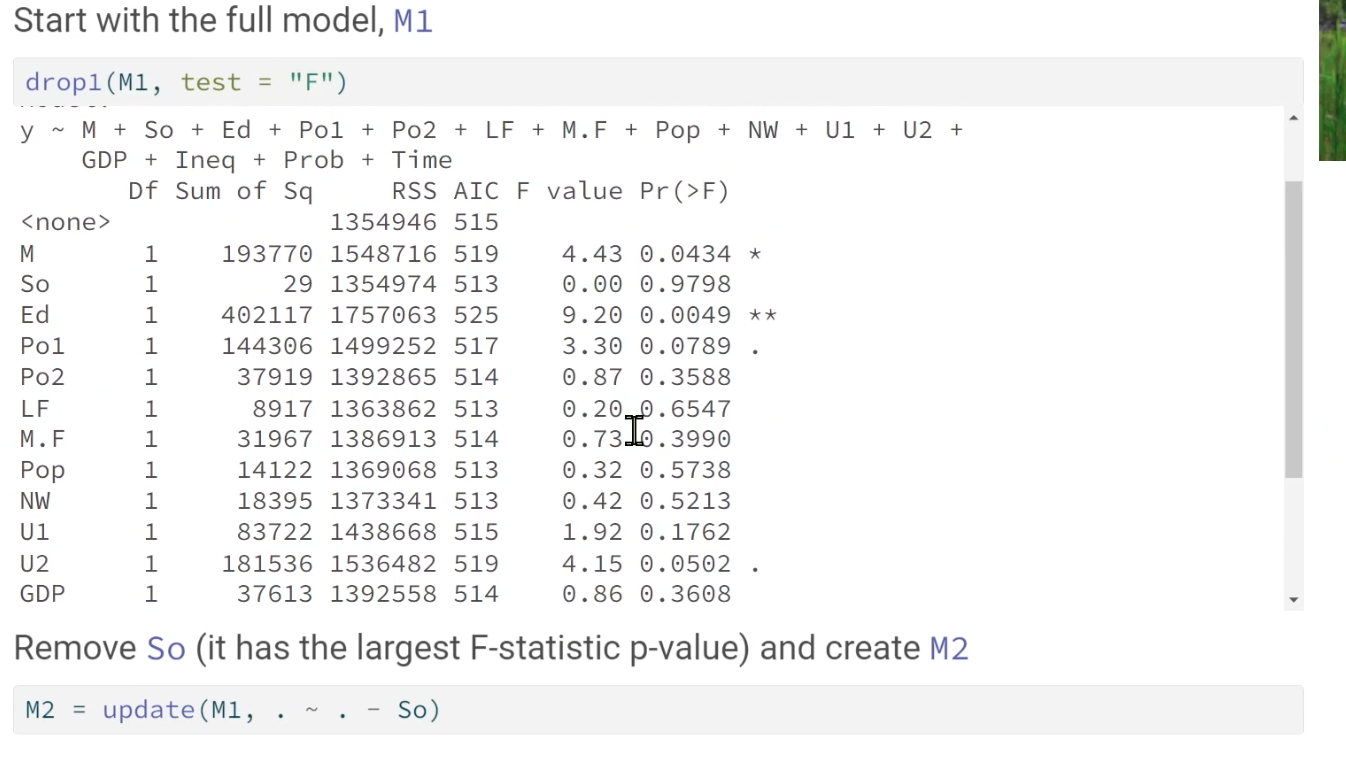 Start with the full model, M1
drop1(M1, test = "F")
y ~ M + So + Ed + Po1 + Po2 + LF + M.F + Pop + NW + U1 + U2 +
GDP + Ineq + Prob + Time
Df Sum of Sq RSS AIC F value Pr(>F)
<none> 1354946 515
M 1 193770 1548716 519 4.43 0.0434 *
So 1 29 1354974 513 0.00 0.9798
Ed 1 402117 1757063 525 9.20 0.0049 **
Po1 1 144306 1499252 517 3.30 0.0789 .
Po2 1 37919 1392865 514 0.87 0.3588
LF 1 8917 1363862 513 0.20 0.6547
M.F 1 31967 1386913 514 0.73 0.3990
Pop 1 14122 1369068 513 0.32 0.5738
NW 1 18395 1373341 513 0.42 0.5213
U1 1 83722 1438668 515 1.92 0.1762
U2 1 181536 1536482 519 4.15 0.0502 .
GDP 1 37613 1392558 514 0.86 0.3608
Remove So (it has the largest F-statistic p-value) and create M2
M2 = update(M1, . ~ . - So)